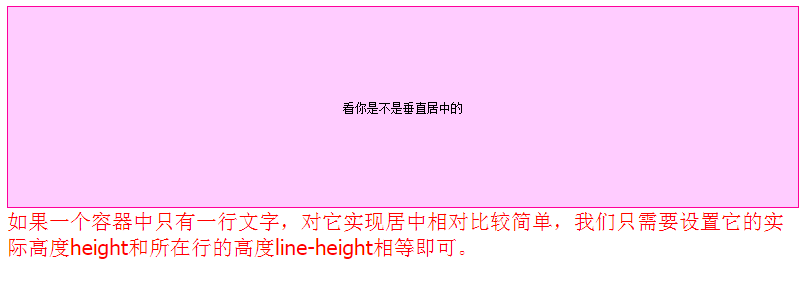 看你是不是垂直居中的
如果一个容器中只有一行文字，对它实现居中相对比较简单，我们只需要设置它的实
际高度height和所在行的高度line-height相等即可。